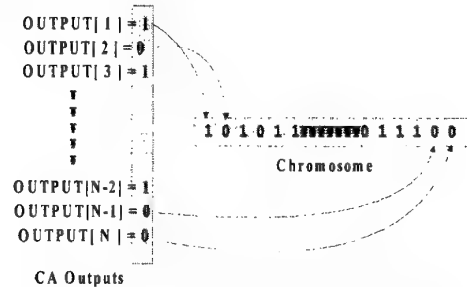 OUTPUT[ 1 ] = 1
OUTPUT[ 2 ] = 0
OUTPUT[ 3 ] = 1
1 0 1 0 1 1 0 1 1 1 0 0
Chromosome
OUTPUT[N-2] = 1
OUTPUT[N-1] = 0
OUTPUT[ N ] = 0
CA Outputs